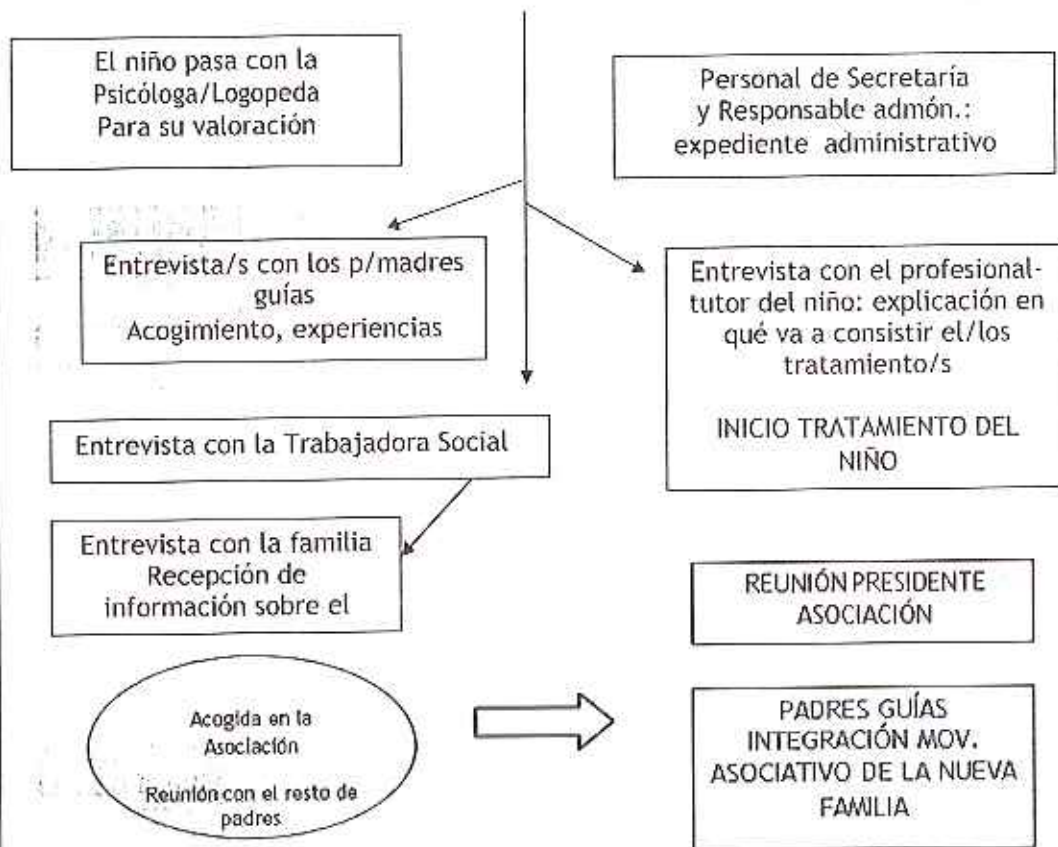 El niño pasa con la
Psicóloga/Logopeda
Para su valoración
Personal de Secretaría
y Responsable admón.:
expediente administrativo
Entrevista/s con los p/madres
guías
Acogimiento, experiencias
Entrevista con el profesional-
tutor del niño: explicación en
qué va a consistir el/los
tratamiento/s
INICIO TRATAMIENTO DEL
NIÑO
Entrevista con la Trabajadora Social
Entrevista con la familia
Recepción de
información sobre el
REUNIÓN PRESIDENTE
ASOCIACIÓN
Acogida en la
Asociación
Reunión con el resto de
padres
PADRES GUÍAS
INTEGRACIÓN MOV.
ASOCIATIVO DE LA NUEVA
FAMILIA